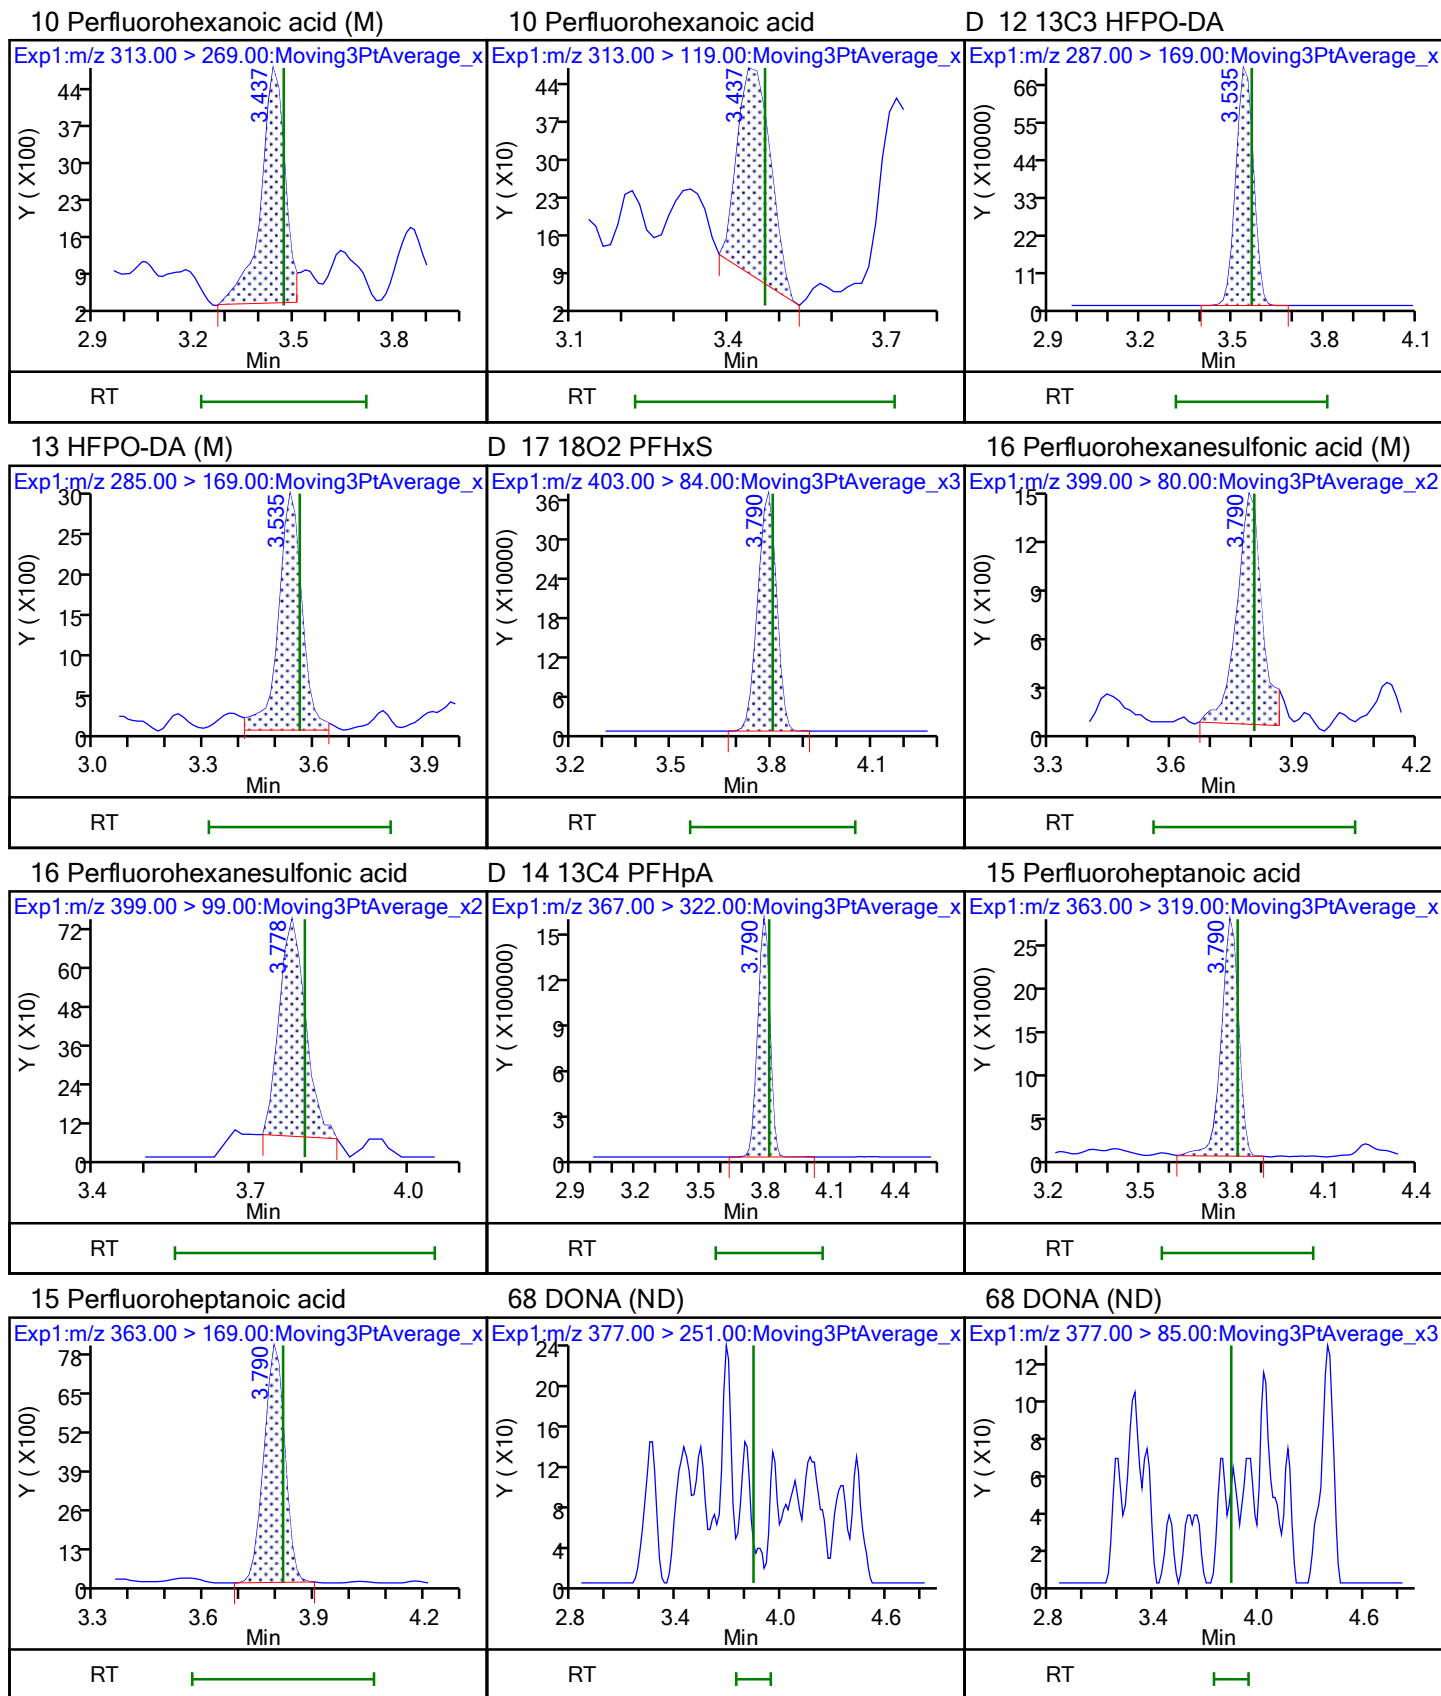 10 Perfluorohexanoic acid (M)
Exp1:m/z 313.00 > 269.00:Moving3PtAverage_x
3.437
Y ( X100)
44
37
30
23
16
9
2
2.9 3.2 3.5 3.8
Min
RT
10 Perfluorohexanoic acid
Exp1:m/z 313.00 > 119.00:Moving3PtAverage_x
3.437
Y ( X10)
44
37
30
23
16
9
2
3.1 3.4 3.7
Min
RT
D 12 13C3 HFPO-DA
Exp1:m/z 287.00 > 169.00:Moving3PtAverage_x
3.535
Y ( X10000)
66
55
44
33
22
11
0
2.9 3.2 3.5 3.8 4.1
Min
RT
13 HFPO-DA (M)
Exp1:m/z 285.00 > 169.00:Moving3PtAverage_x
3.535
Y ( X100)
30
25
20
15
10
5
0
3.0 3.3 3.6 3.9
Min
RT
D 17 18O2 PFHxS
Exp1:m/z 403.00 > 84.00:Moving3PtAverage_x3
3.790
Y ( X10000)
36
30
24
18
12
6
0
3.2 3.5 3.8 4.1
Min
RT
16 Perfluorohexanesulfonic acid (M)
Exp1:m/z 399.00 > 80.00:Moving3PtAverage_x2
3.790
Y ( X100)
15
12
9
6
3
0
3.3 3.6 3.9 4.2
Min
RT
16 Perfluorohexanesulfonic acid
Exp1:m/z 399.00 > 99.00:Moving3PtAverage_x2
3.778
Y ( X10)
72
60
48
36
24
12
0
3.4 3.7 4.0
Min
RT
D 14 13C4 PFHpA
Exp1:m/z 367.00 > 322.00:Moving3PtAverage_x
3.790
Y ( X100000)
15
12
9
6
3
0
2.9 3.2 3.5 3.8 4.1 4.4
Min
RT
15 Perfluoroheptanoic acid
Exp1:m/z 363.00 > 319.00:Moving3PtAverage_x
3.790
Y ( X1000)
25
20
15
10
5
0
3.2 3.5 3.8 4.1 4.4
Min
RT
15 Perfluoroheptanoic acid
Exp1:m/z 363.00 > 169.00:Moving3PtAverage_x
3.790
Y ( X100)
78
65
52
39
26
13
0
3.3 3.6 3.9 4.2
Min
RT
68 DONA (ND)
Exp1:m/z 377.00 > 251.00:Moving3PtAverage_x
Y ( X10)
24
20
16
12
8
4
0
2.8 3.4 4.0 4.6
Min
RT
68 DONA (ND)
Exp1:m/z 377.00 > 85.00:Moving3PtAverage_x3
Y ( X10)
12
10
8
6
4
2
0
2.8 3.4 4.0 4.6
Min
RT